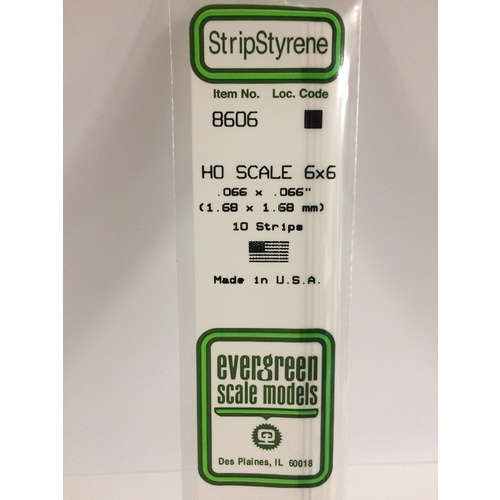 StripStyrene
Item No. Loc. Code
8606
HO SCALE 6x6
.066 x .066"
(1.68 x 1.68 mm)
10 Strips
Made in U.S.A.
evergreen
scale models
Des Plaines, IL 60018